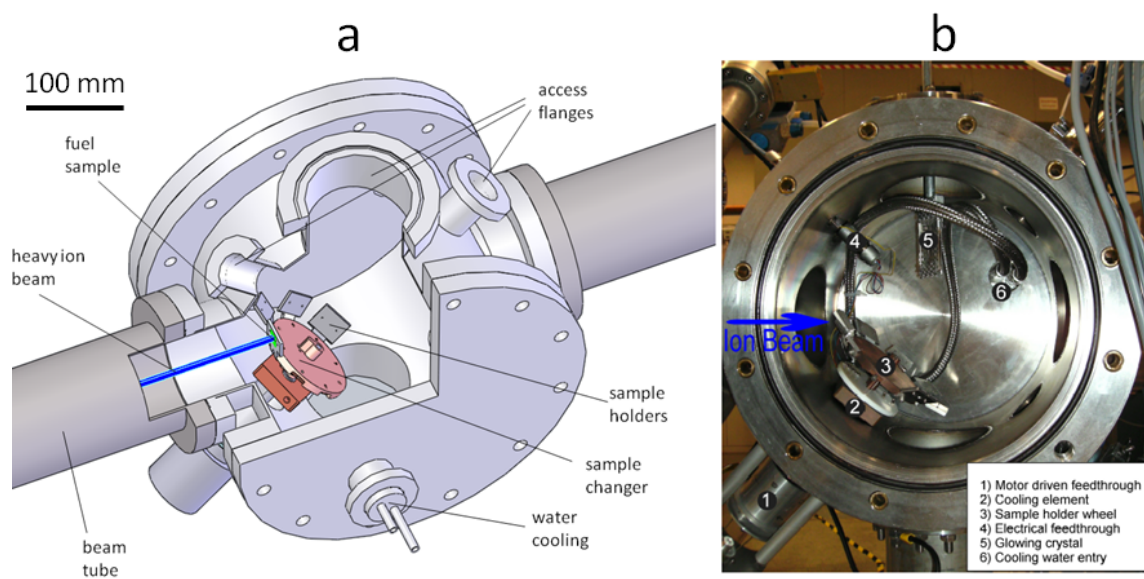 a
b
100 mm
access
flanges
fuel
sample
heavy ion
beam
sample
holders
sample
changer
water
cooling
beam
tube
4
5
6
Ion Beam
3
2
1
1) Motor driven feedthrough
2) Cooling element
3) Sample holder wheel
4) Electrical feedthrough
5) Glowing crystal
6) Cooling water entry